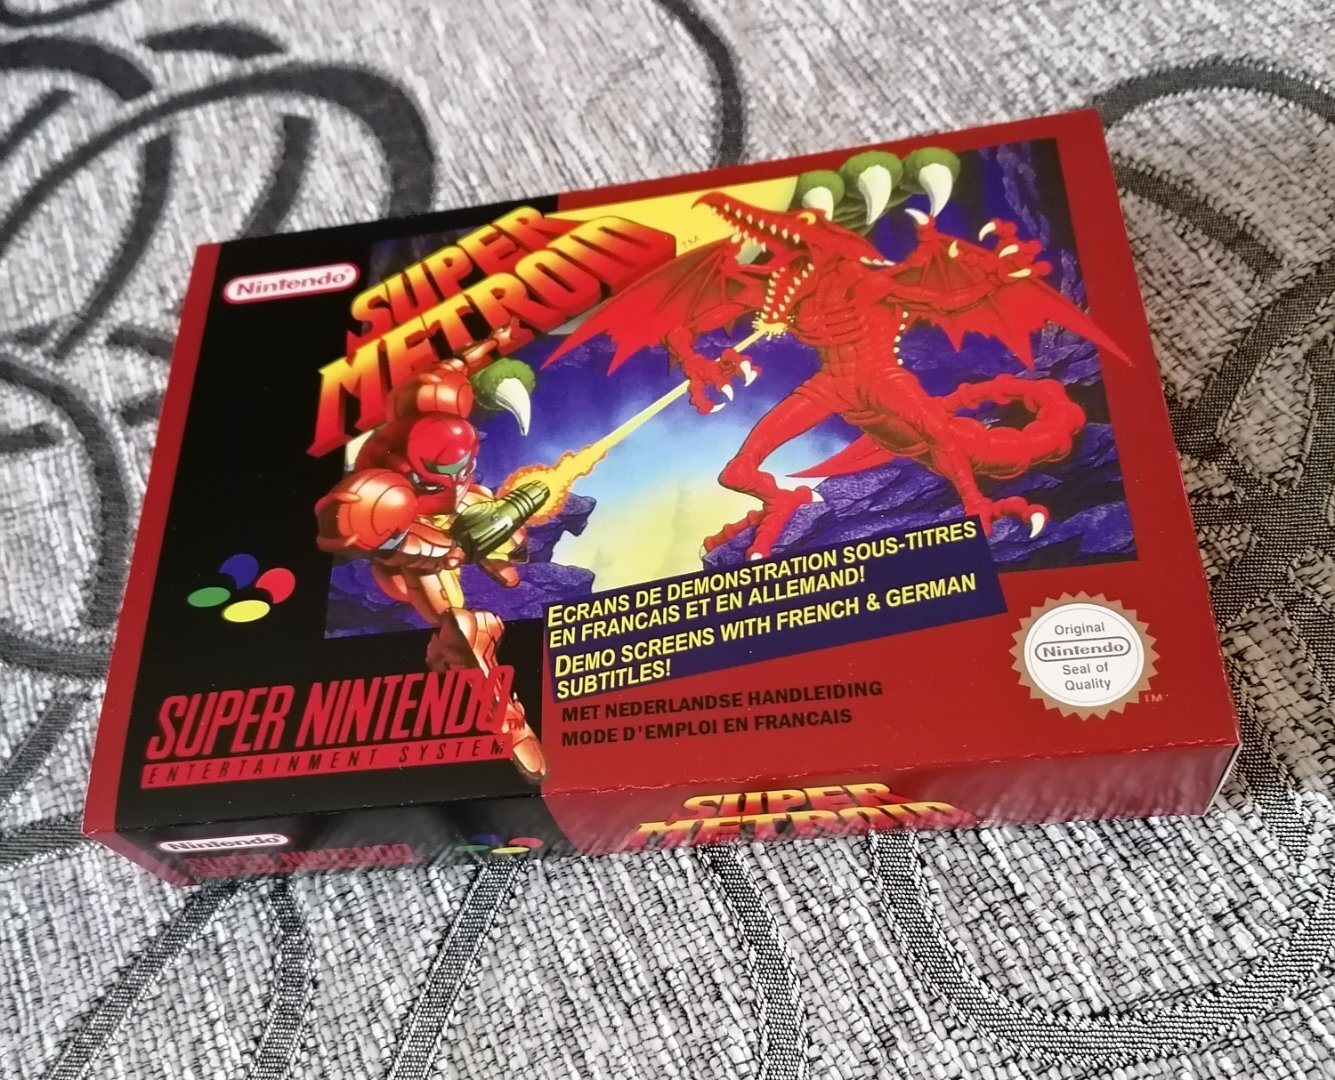 Nintendo®
SUPER
METROID™
ECRANS DE DEMONSTRATION SOUS-TITRES
EN FRANCAIS ET EN ALLEMAND!
DEMO SCREENS WITH FRENCH & GERMAN
SUBTITLES!
MET NEDERLANDSE HANDLEIDING
MODE D'EMPLOI EN FRANCAIS
Original
Nintendo
Seal of
Quality
TM
SUPER NINTENDO
ENTERTAINMENT SYSTEM
Nintendo®
SUPER NINTENDO
SUPER
METROID